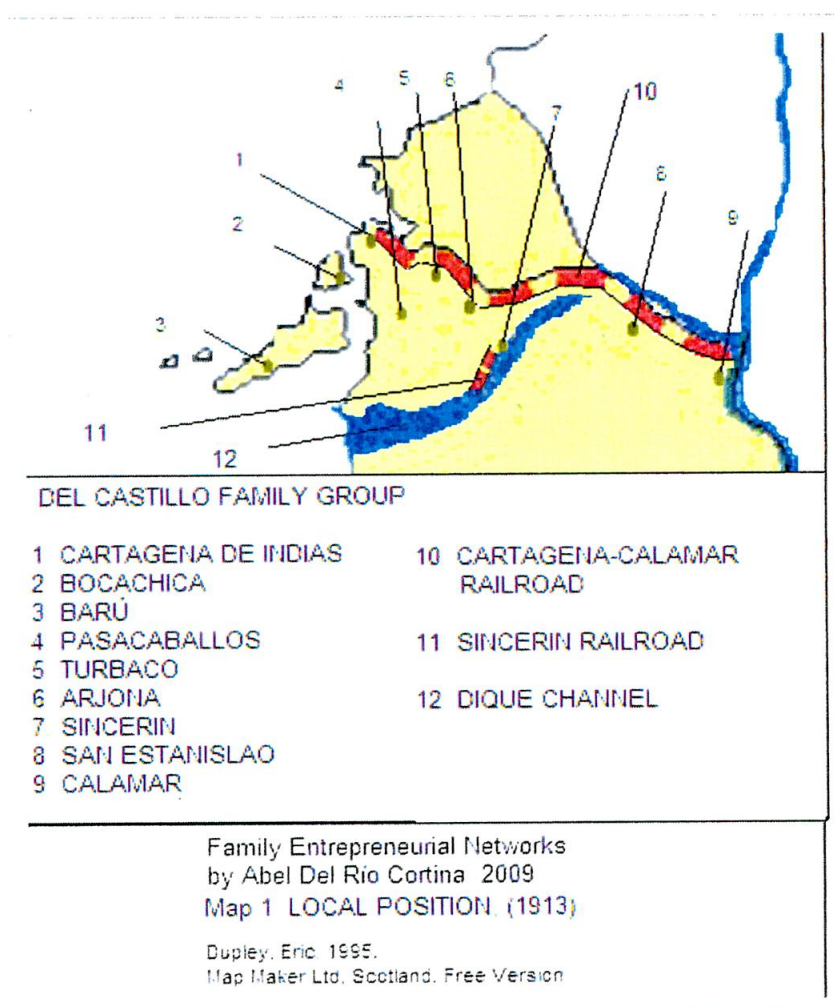 4
5
6
7
10
1
8
2
9
3
11
12
DEL CASTILLO FAMILY GROUP
1 CARTAGENA DE INDIAS
2 BOCACHICA
3 BARÚ
4 PASACABALLOS
5 TURBACO
6 ARJONA
7 SINCERIN
8 SAN ESTANISLAO
9 CALAMAR
10 CARTAGENA-CALAMAR
RAILROAD
11 SINCERIN RAILROAD
12 DIQUE CHANNEL
Family Entrepreneurial Networks
by Abel Del Río Cortina 2009
Map 1 LOCAL POSITION. (1913)
Dupley, Eric. 1995.
Map Maker Ltd. Scotland. Free Version